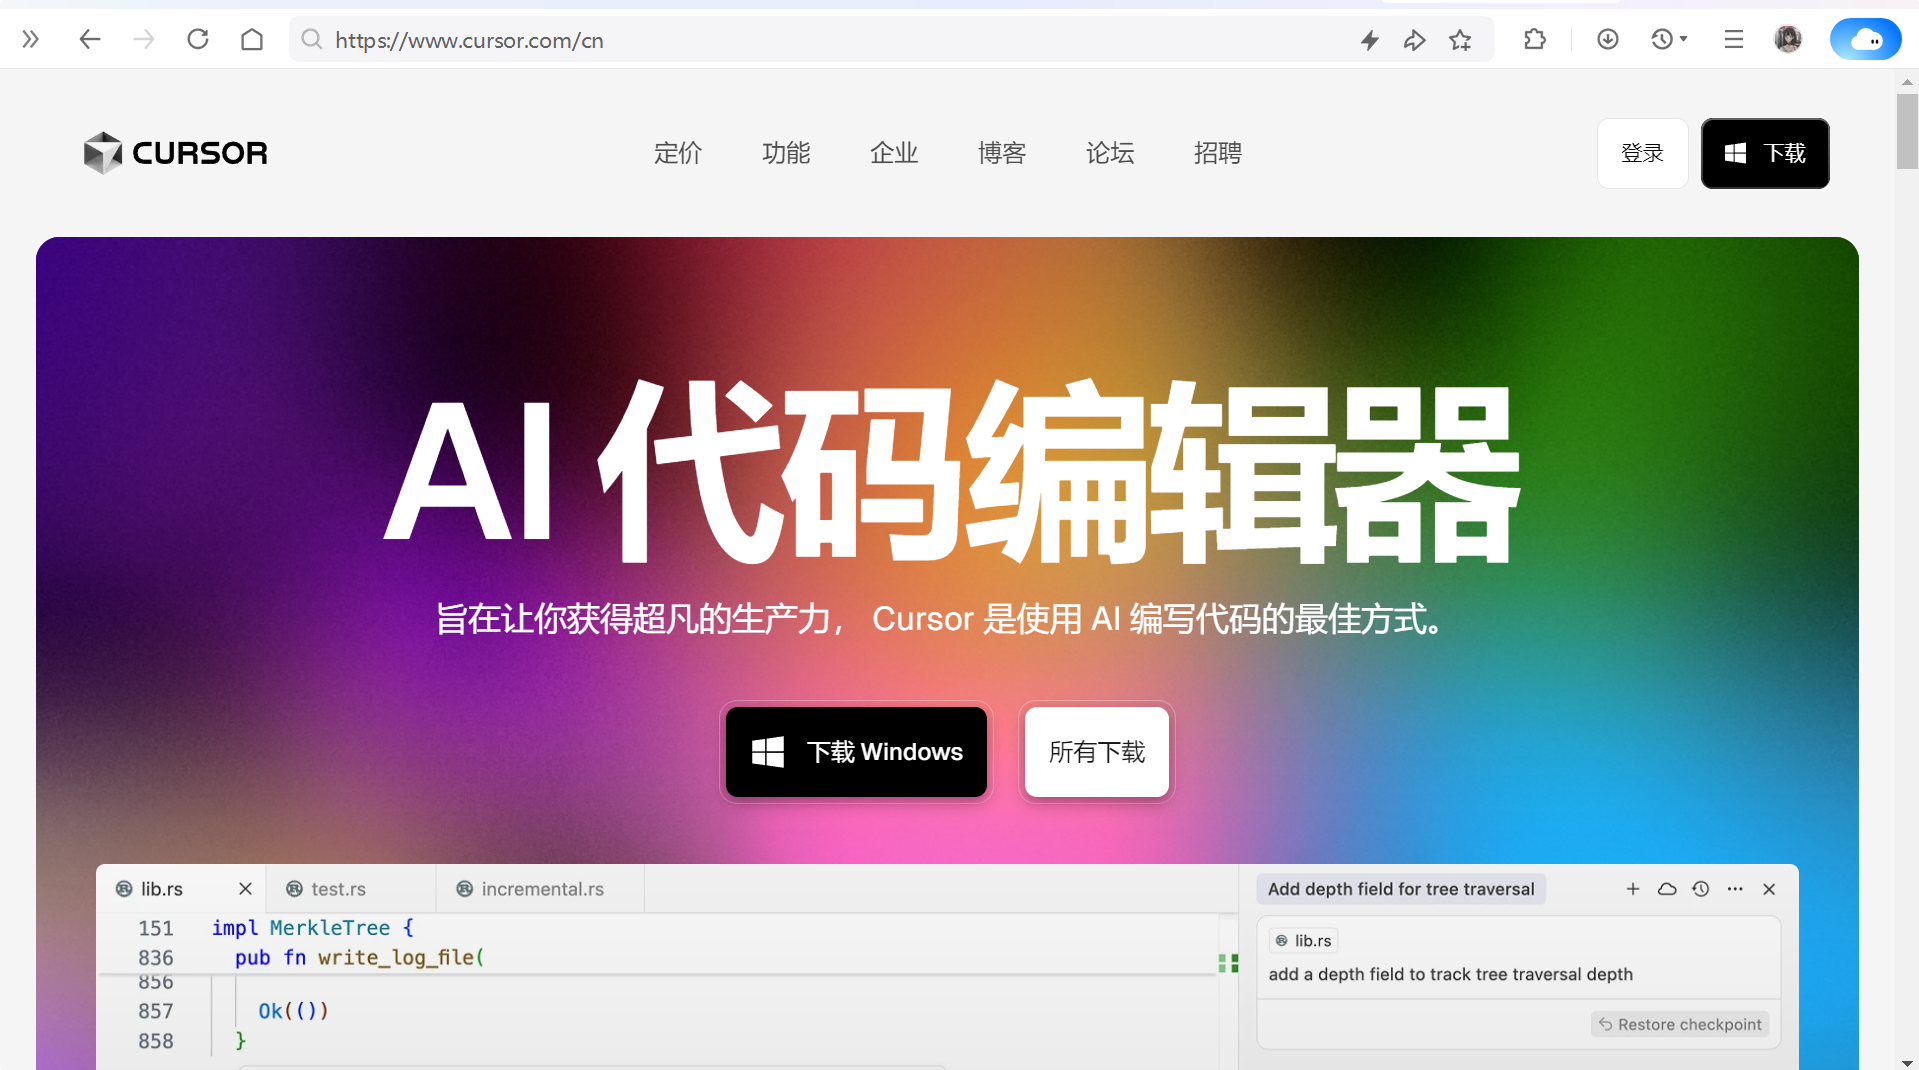 https://www.cursor.com/cn
CURSOR
定价 功能 企业 博客 论坛 招聘
登录 下载
AI 代码编辑器
旨在让你获得超凡的生产力， Cursor 是使用 AI 编写代码的最佳方式。
下载 Windows 所有下载
lib.rs test.rs incremental.rs
151 impl MerkleTree {
836 pub fn write_log_file(
856
857 Ok(())
858 }
Add depth field for tree traversal
lib.rs
add a depth field to track tree traversal depth
Restore checkpoint